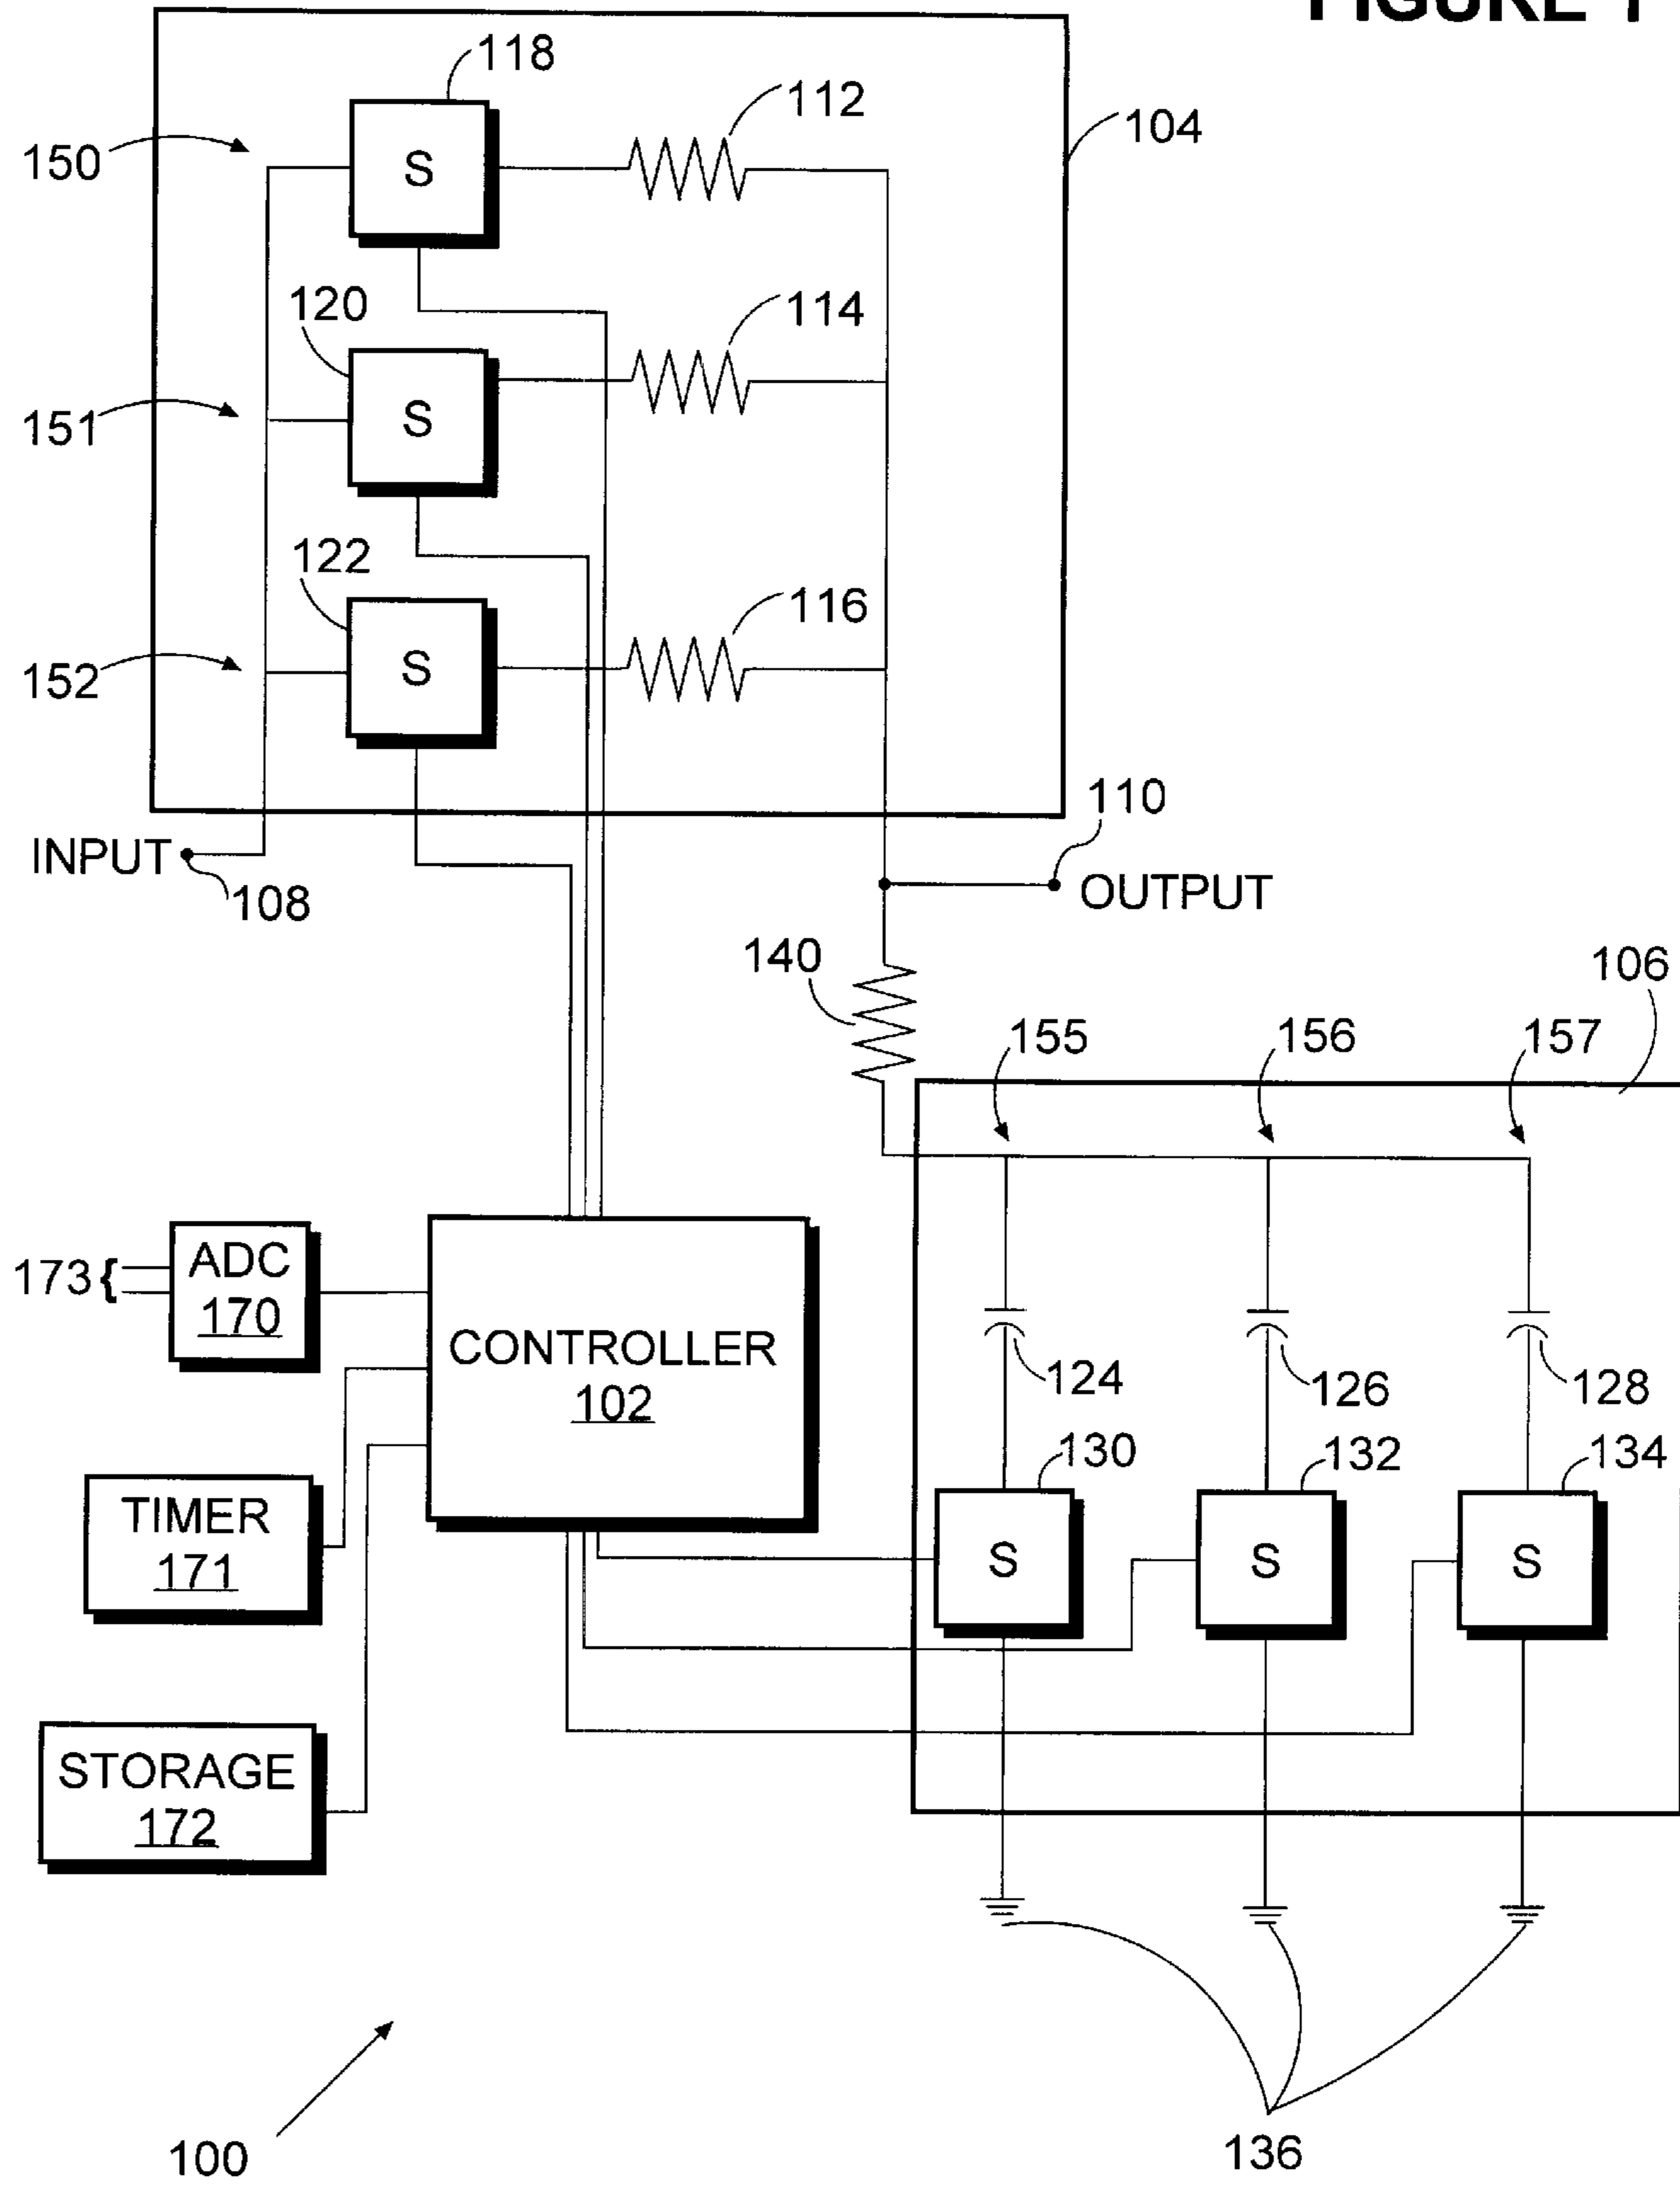 FIGURE 1
118
112
104
150
S
120
114
151
S
122
116
152
S
110
INPUT
108
OUTPUT
140
106
155
156
157
173 {
ADC
170
CONTROLLER
102
124
126
128
130
132
134
TIMER
171
S
S
S
STORAGE
172
100
136